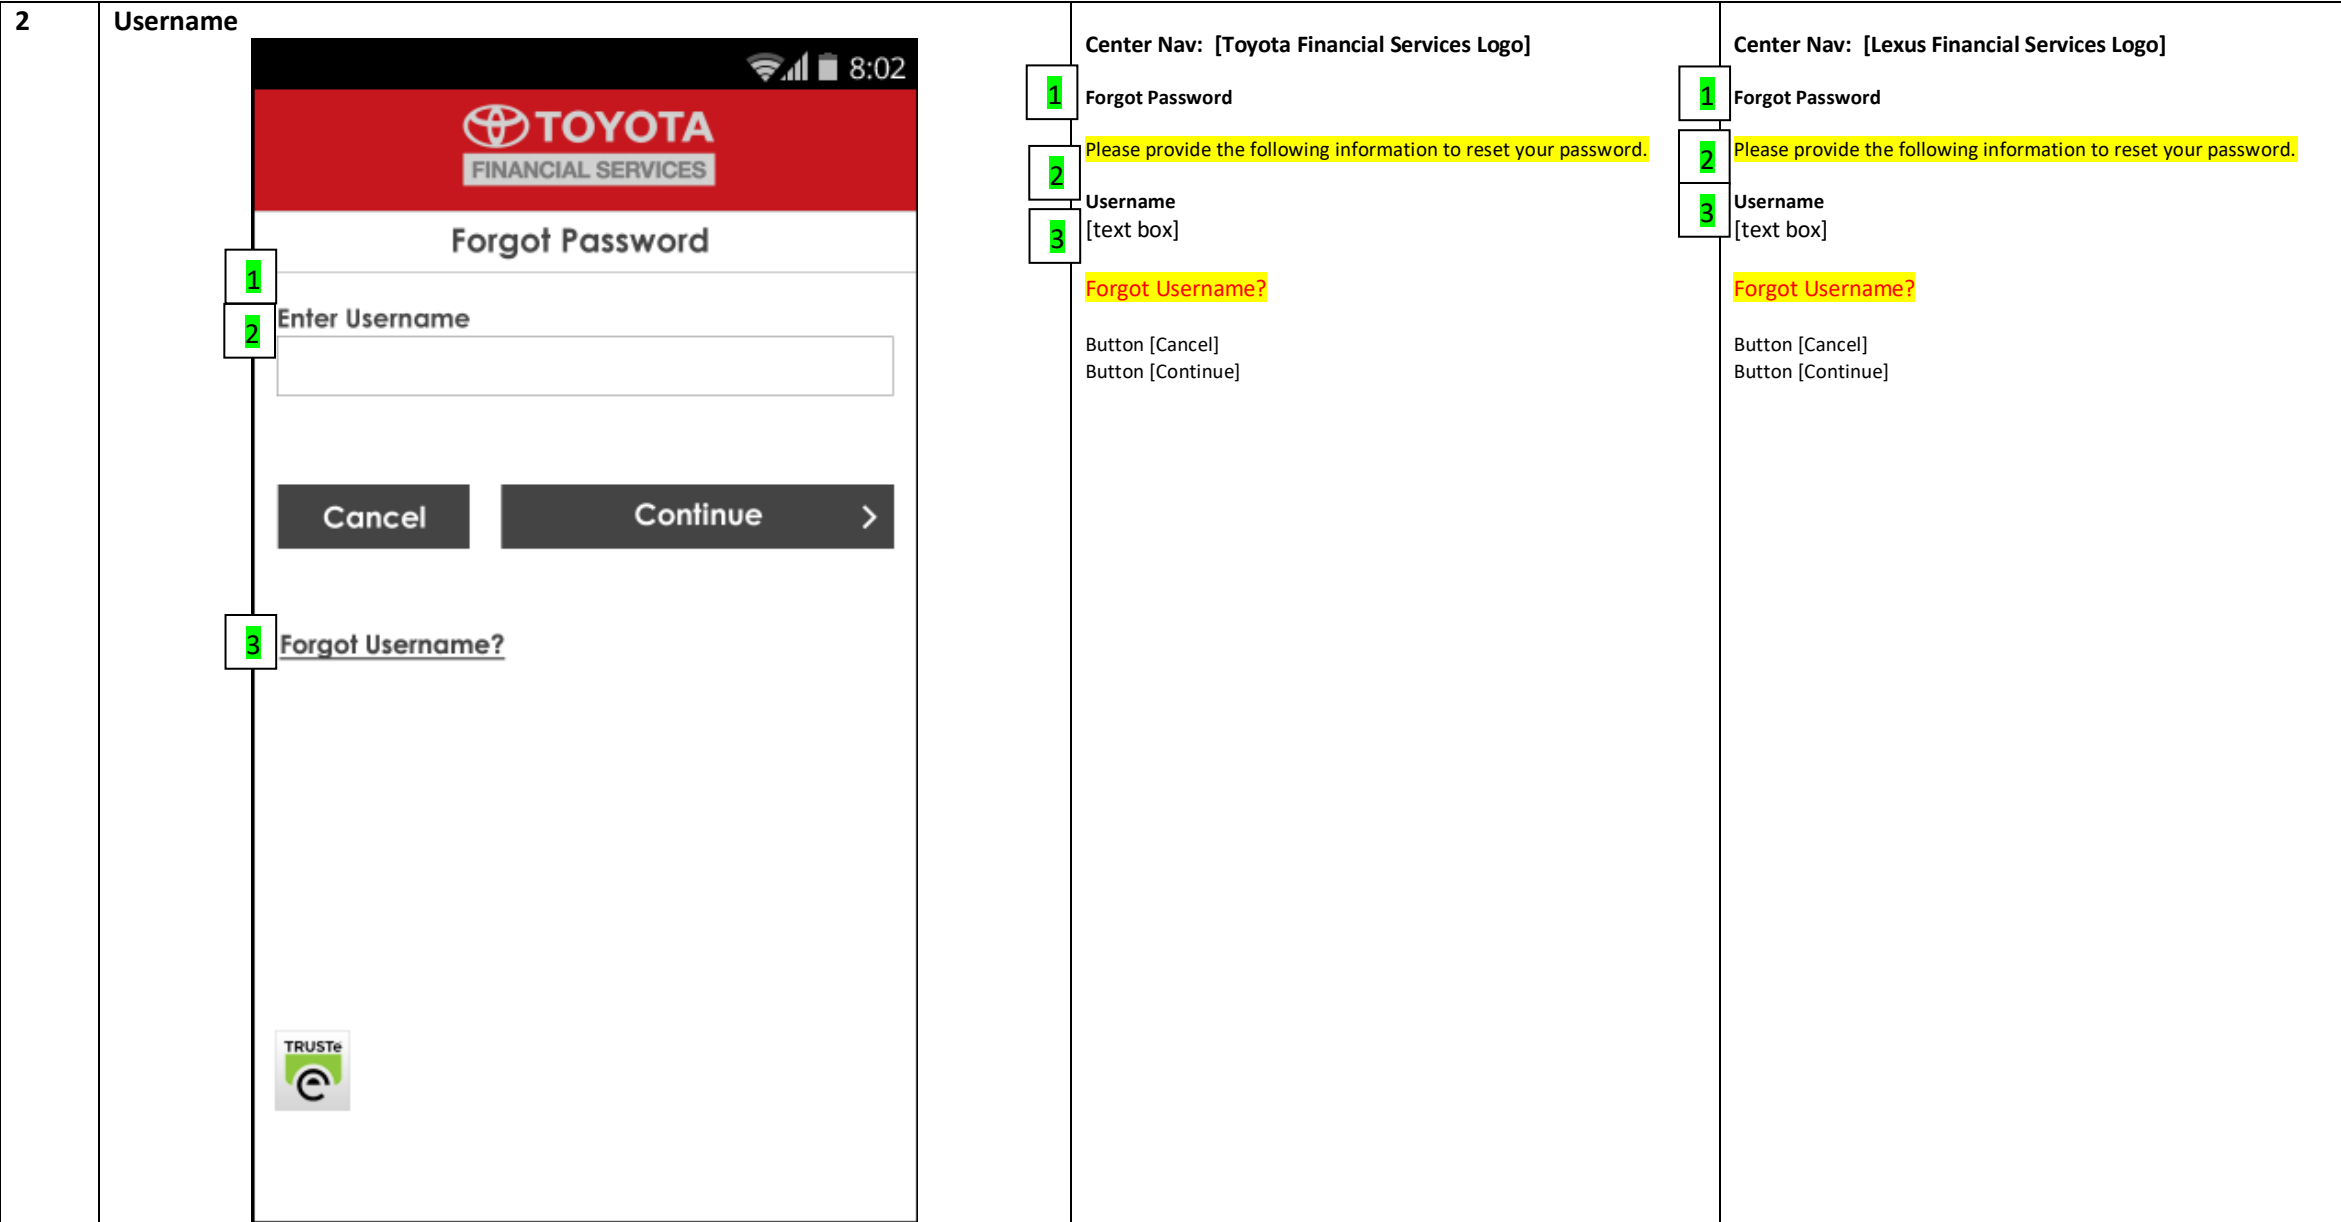 2
Username
8:02
TOYOTA
FINANCIAL SERVICES
Forgot Password
1
2
Enter Username
Cancel
Continue
3
Forgot Username?
TRUSTe
e
Center Nav: [Toyota Financial Services Logo]
1
Forgot Password
Please provide the following information to reset your password.
2
Username
3
[text box]
Forgot Username?
Button [Cancel]
Button [Continue]
Center Nav: [Lexus Financial Services Logo]
1
Forgot Password
2
Please provide the following information to reset your password.
Username
3
[text box]
Forgot Username?
Button [Cancel]
Button [Continue]